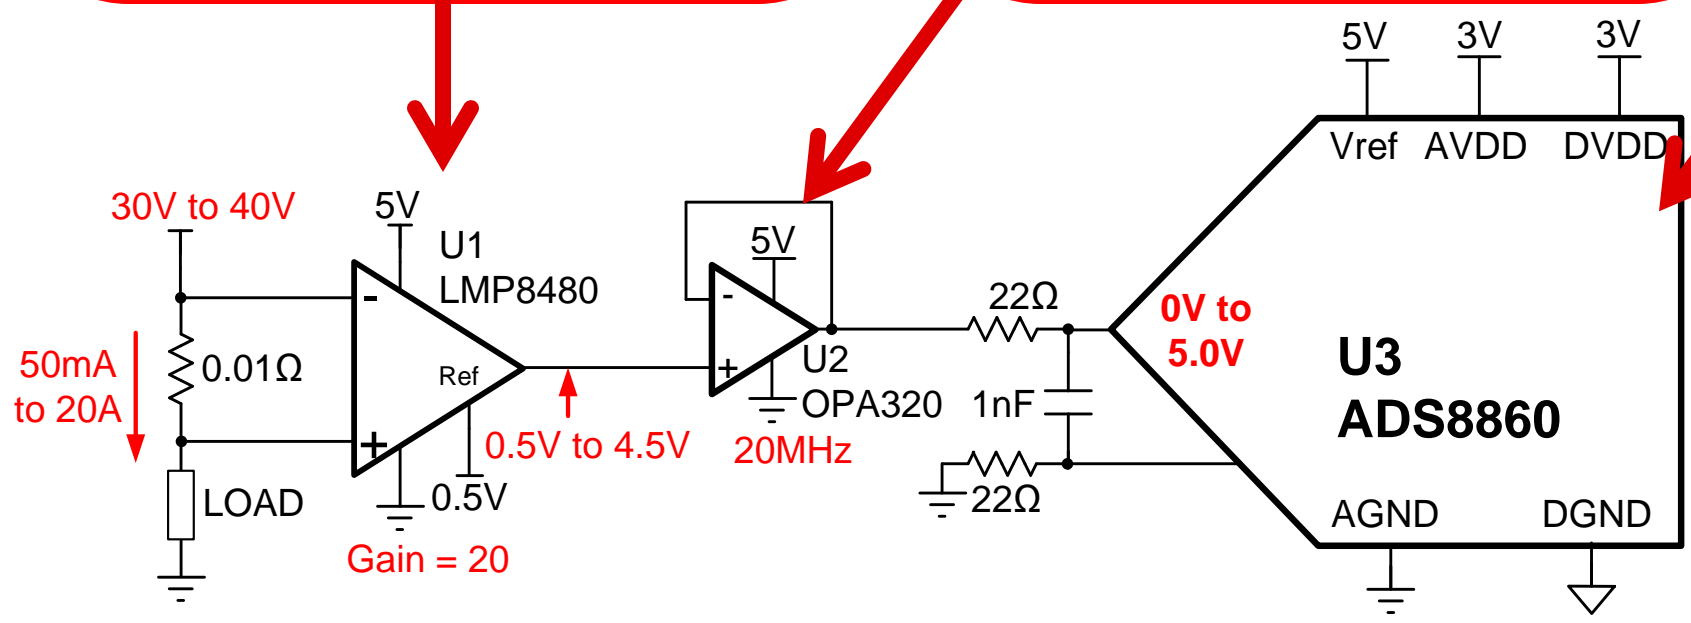 5V
3V
3V
Vref
AVDD
DVDD
30V to 40V
5V
U1
LMP8480
5V
-
-
22Ω
0V to
5.0V
50mA
to 20A
0.01Ω
Ref
+
U2
OPA320
1nF
U3
ADS8860
+
0.5V to 4.5V
20MHz
LOAD
0.5V
22Ω
AGND
DGND
Gain = 20